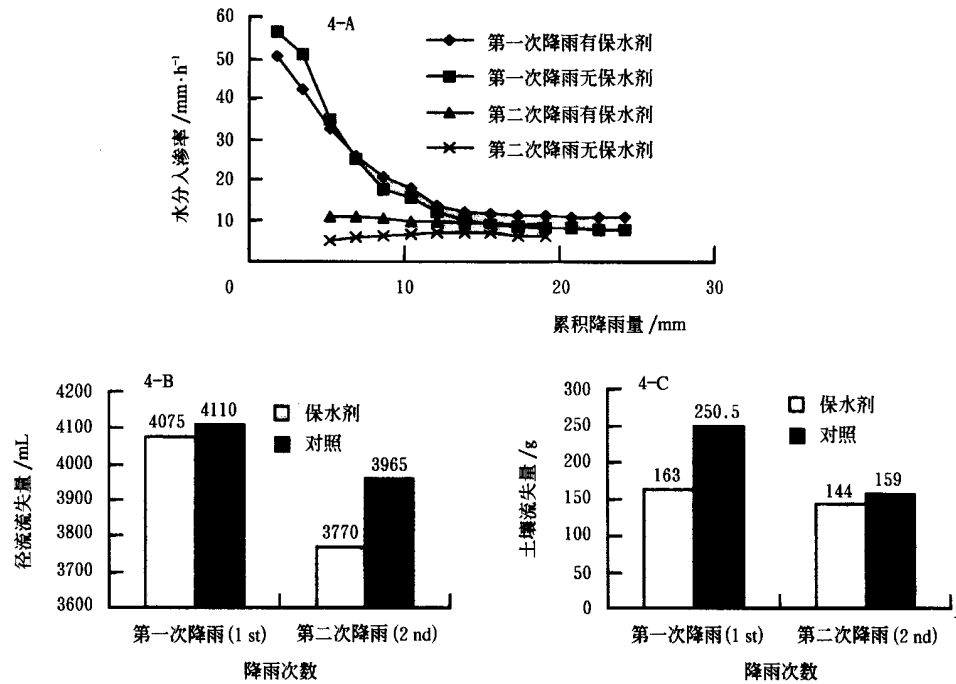 4-A
水分入渗率 /mm·h⁻¹
60
50
40
30
20
10
0
10
20
30
累积降雨量 /mm
第一次降雨有保水剂
第一次降雨无保水剂
第二次降雨有保水剂
第二次降雨无保水剂
4-B
径流流失量 /mL
4200
4100
4000
3900
3800
3700
3600
4075
4110
3770
3965
保水剂
对照
第一次降雨(1 st)
第二次降雨(2 nd)
降雨次数
4-C
土壤流失量 /g
300
250
200
150
100
50
0
163
250.5
144
159
保水剂
对照
第一次降雨(1 st)
第二次降雨(2 nd)
降雨次数